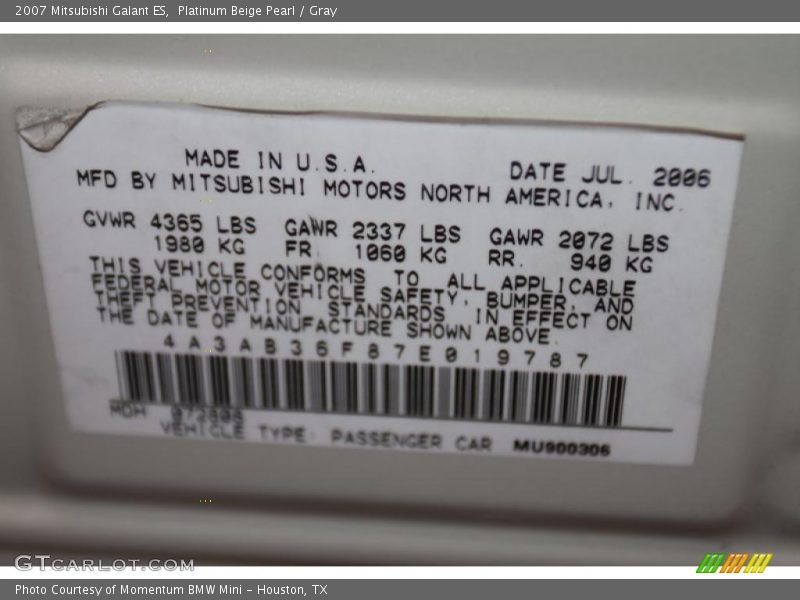 2007 Mitsubishi Galant ES, Platinum Beige Pearl / Gray
MADE IN U.S.A. DATE JUL. 2006
MFD BY MITSUBISHI MOTORS NORTH AMERICA, INC.
GVWR 4365 LBS GAWR 2337 LBS GAWR 2072 LBS
1980 KG FR. 1060 KG RR. 940 KG
THIS VEHICLE CONFORMS TO ALL APPLICABLE
FEDERAL MOTOR VEHICLE SAFETY, BUMPER, AND
THEFT PREVENTION STANDARDS IN EFFECT ON
THE DATE OF MANUFACTURE SHOWN ABOVE.
4A3AB36F87E019787
MDH 072808
VEHICLE TYPE: PASSENGER CAR MU900306
GTCARLOT.COM
Photo Courtesy of Momentum BMW Mini - Houston, TX